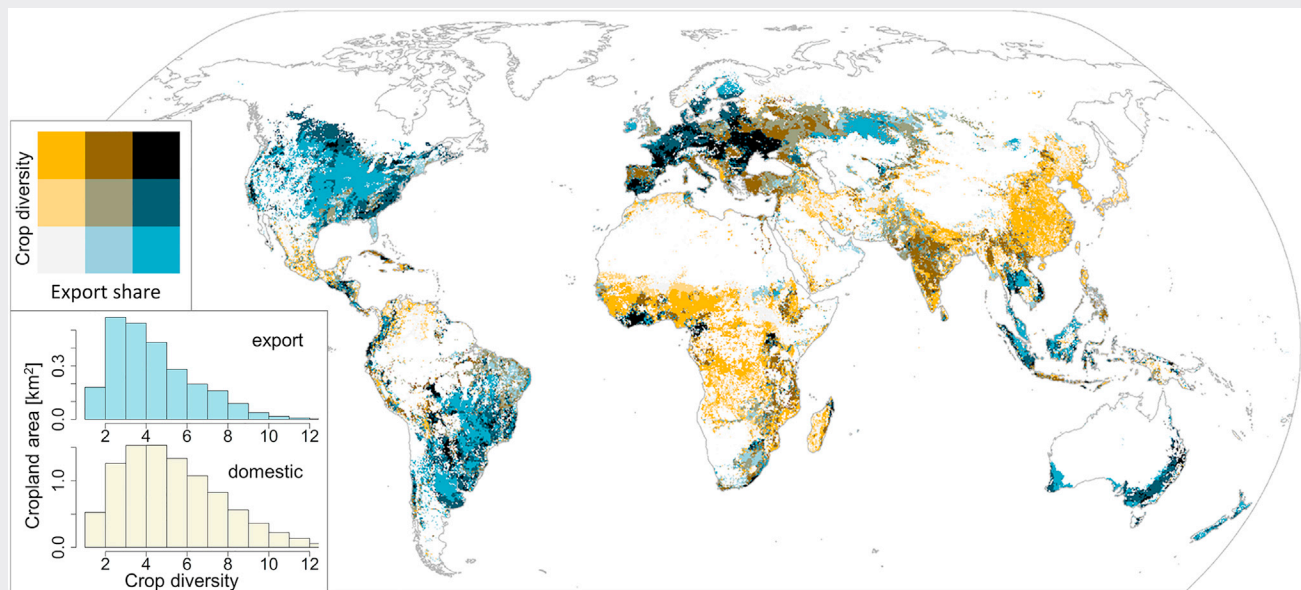 Crop diversity
Export share
export
0.3
0.0
2 4 6 8 10 12
Cropland area [km²]
domestic
1.0
0.0
2 4 6 8 10 12
Crop diversity